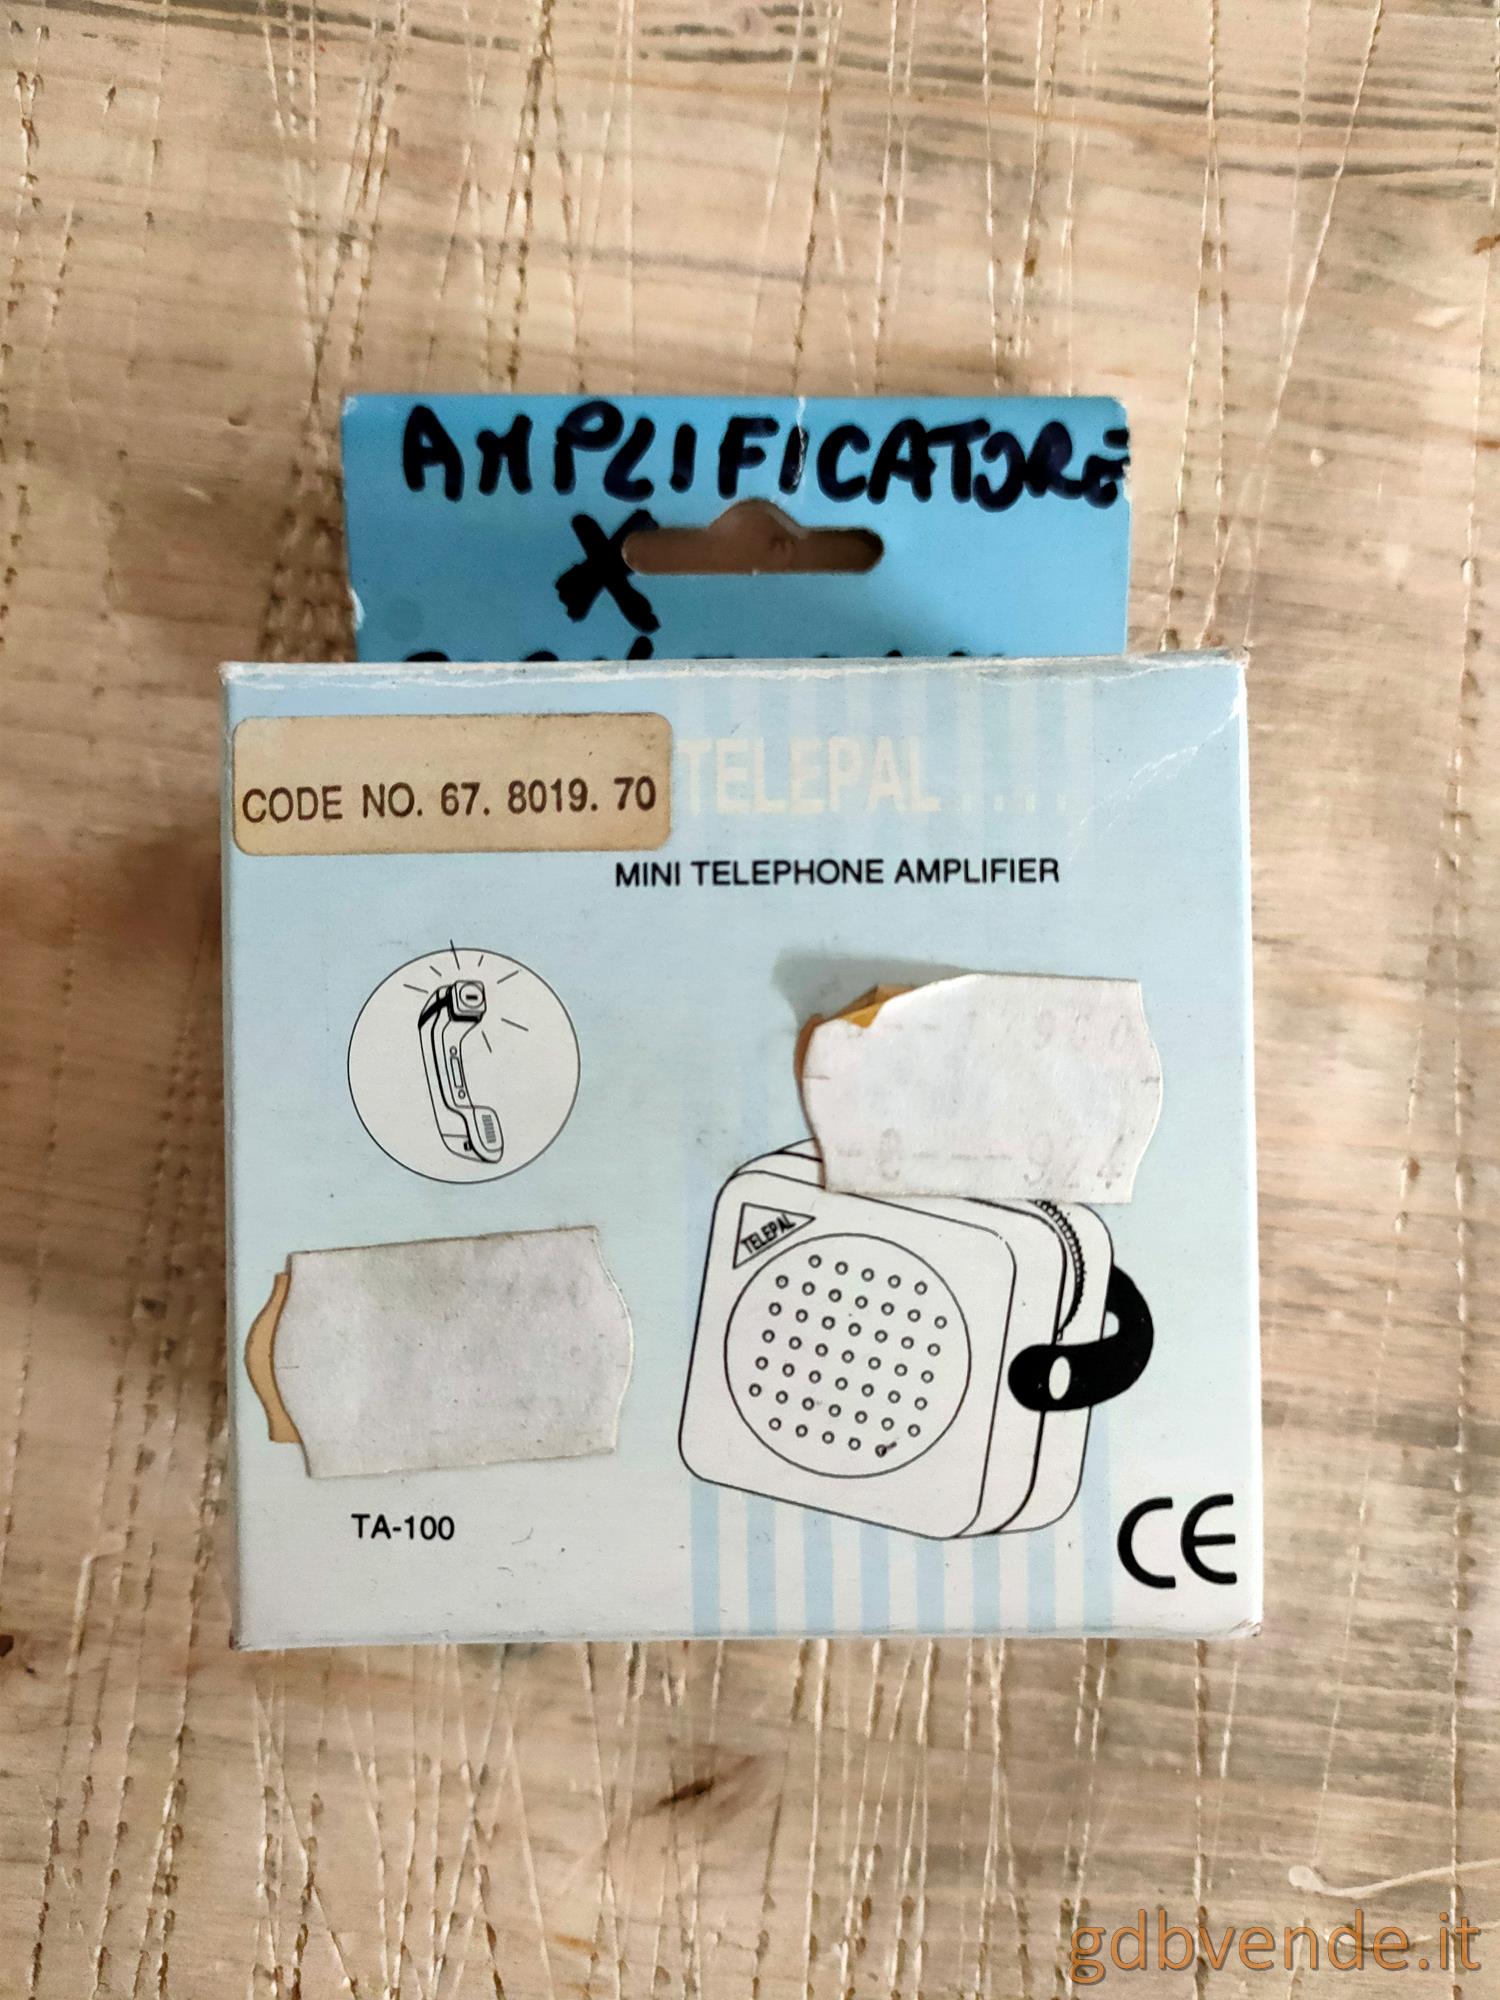 AMPLIFICATORE
X
CODE NO. 67. 8019. 70
TELEPAL....
MINI TELEPHONE AMPLIFIER
TELEPAL
TA-100
CE
gdbvende.it